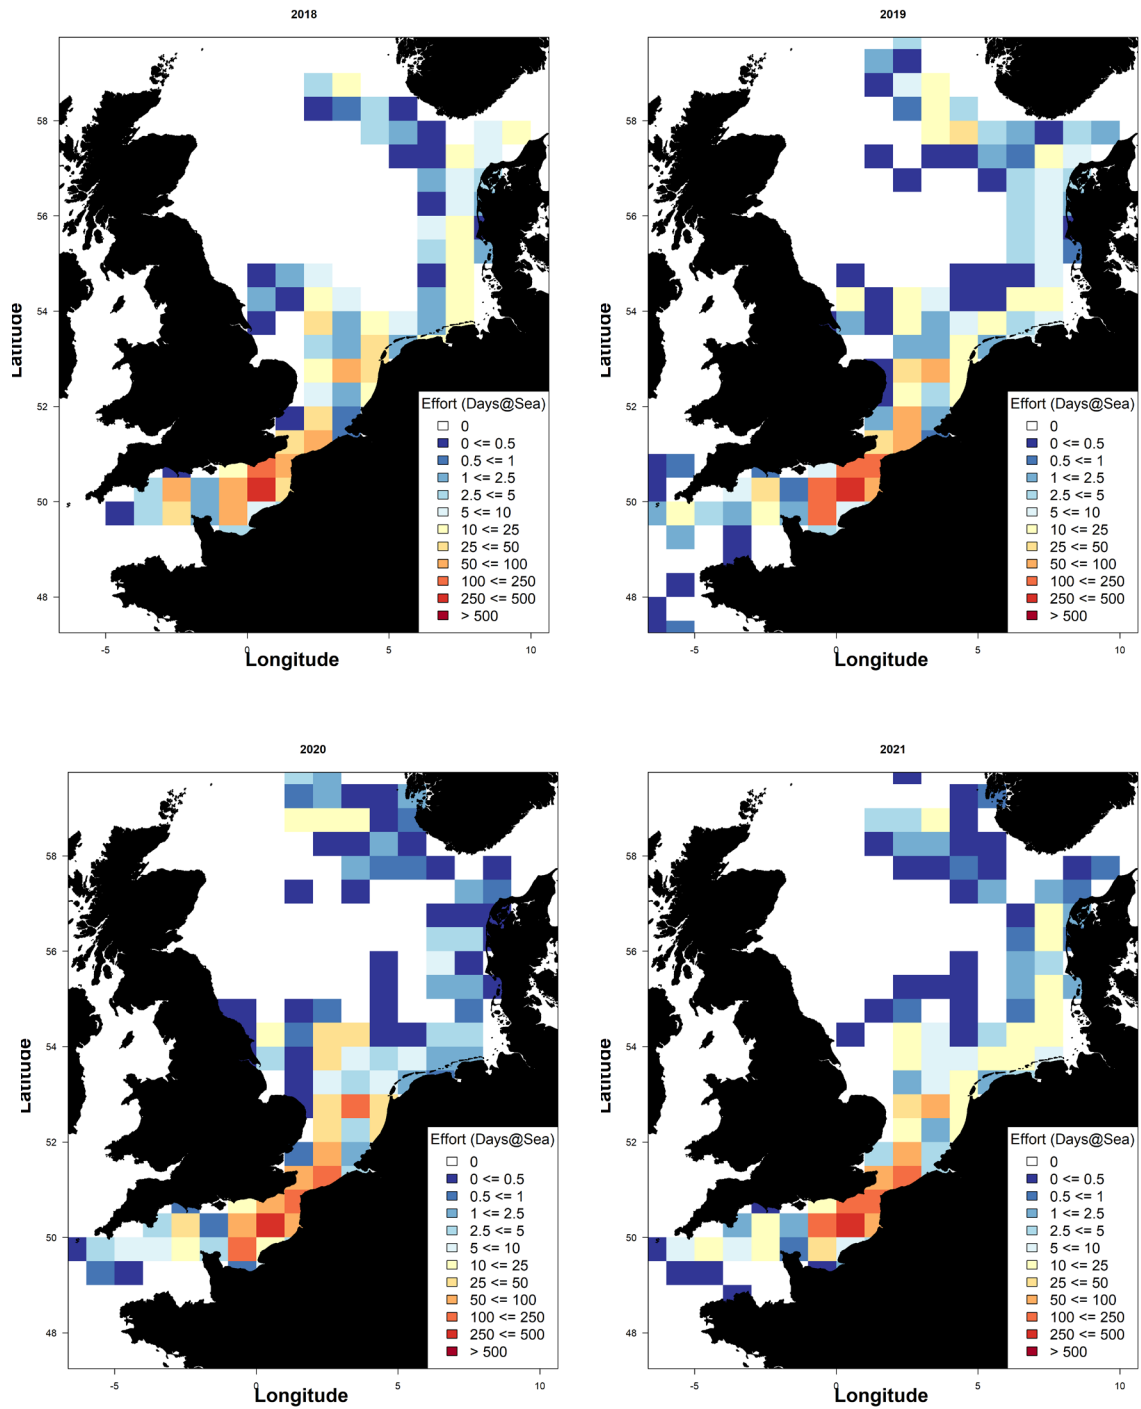 2018
58
56
54
52
50
48
Latitude
Effort (Days@Sea)
0
0 <= 0.5
0.5 <= 1
1 <= 2.5
2.5 <= 5
5 <= 10
10 <= 25
25 <= 50
50 <= 100
100 <= 250
250 <= 500
> 500
-5
0
5
10
Longitude
2019
58
56
54
52
50
48
Latitude
Effort (Days@Sea)
0
0 <= 0.5
0.5 <= 1
1 <= 2.5
2.5 <= 5
5 <= 10
10 <= 25
25 <= 50
50 <= 100
100 <= 250
250 <= 500
> 500
-5
0
5
10
Longitude
2020
58
56
54
52
50
48
Latitude
Effort (Days@Sea)
0
0 <= 0.5
0.5 <= 1
1 <= 2.5
2.5 <= 5
5 <= 10
10 <= 25
25 <= 50
50 <= 100
100 <= 250
250 <= 500
> 500
-5
0
5
10
Longitude
2021
58
56
54
52
50
48
Latitude
Effort (Days@Sea)
0
0 <= 0.5
0.5 <= 1
1 <= 2.5
2.5 <= 5
5 <= 10
10 <= 25
25 <= 50
50 <= 100
100 <= 250
250 <= 500
> 500
-5
0
5
10
Longitude